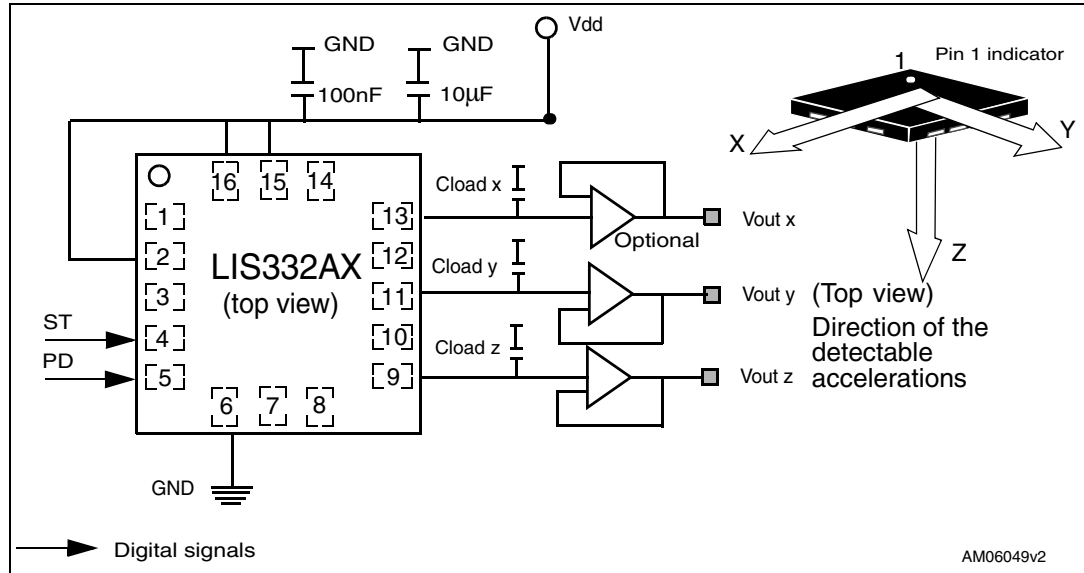 Vdd
GND
GND
100nF
10µF
1
Pin 1 indicator
X
Y
Z
16
15
14
1
2
3
4
5
13
12
11
10
9
6
7
8
LIS332AX
(top view)
ST
PD
Cload x
Cload y
Cload z
Optional
Vout x
Vout y
Vout z
(Top view)
Direction of the
detectable
accelerations
GND
Digital signals
AM06049v2